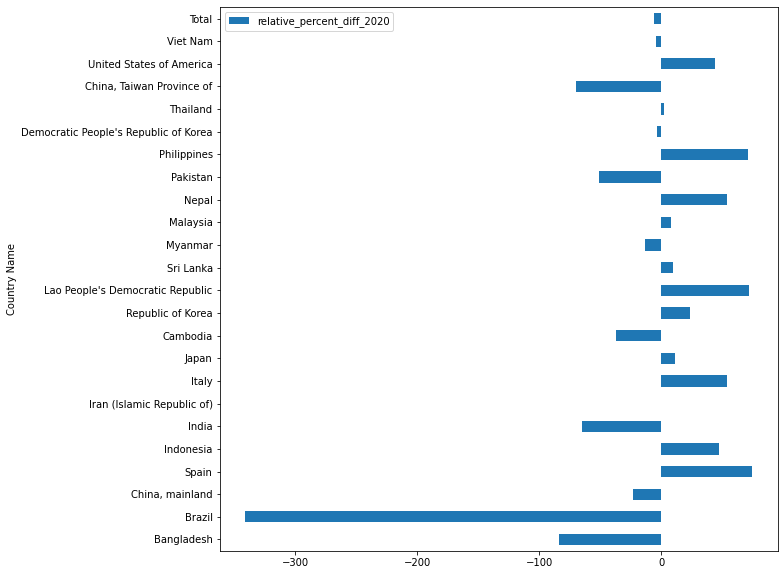 relative_percent_diff_2020
Total
Viet Nam
United States of America
China, Taiwan Province of
Thailand
Democratic People's Republic of Korea
Philippines
Pakistan
Nepal
Malaysia
Myanmar
Sri Lanka
Lao People's Democratic Republic
Republic of Korea
Cambodia
Japan
Italy
Iran (Islamic Republic of)
India
Indonesia
Spain
China, mainland
Brazil
Bangladesh
Country Name
−300 −200 −100 0